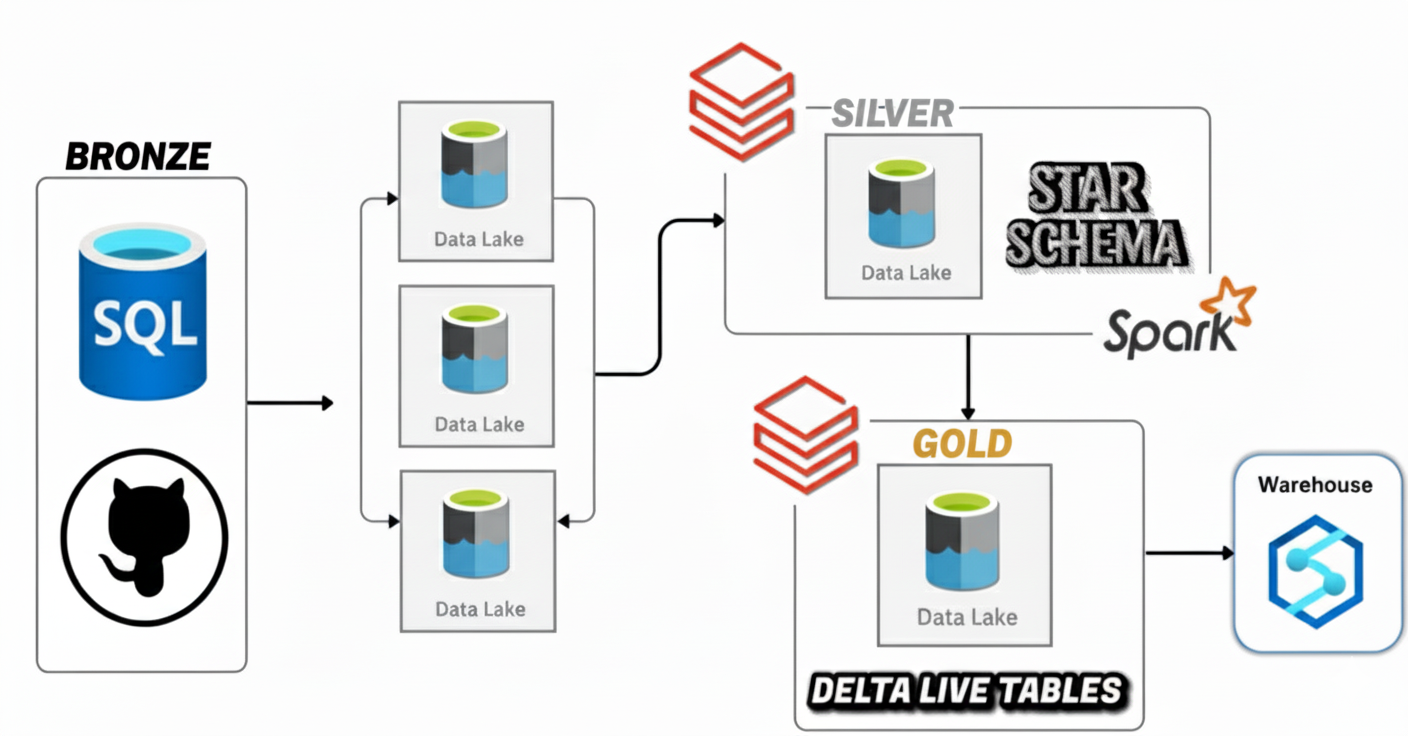 BRONZE
SQL
Data Lake
Data Lake
Data Lake
SILVER
Data Lake
STAR
SCHEMA
Spark
GOLD
Data Lake
DELTA LIVE TABLES
Warehouse